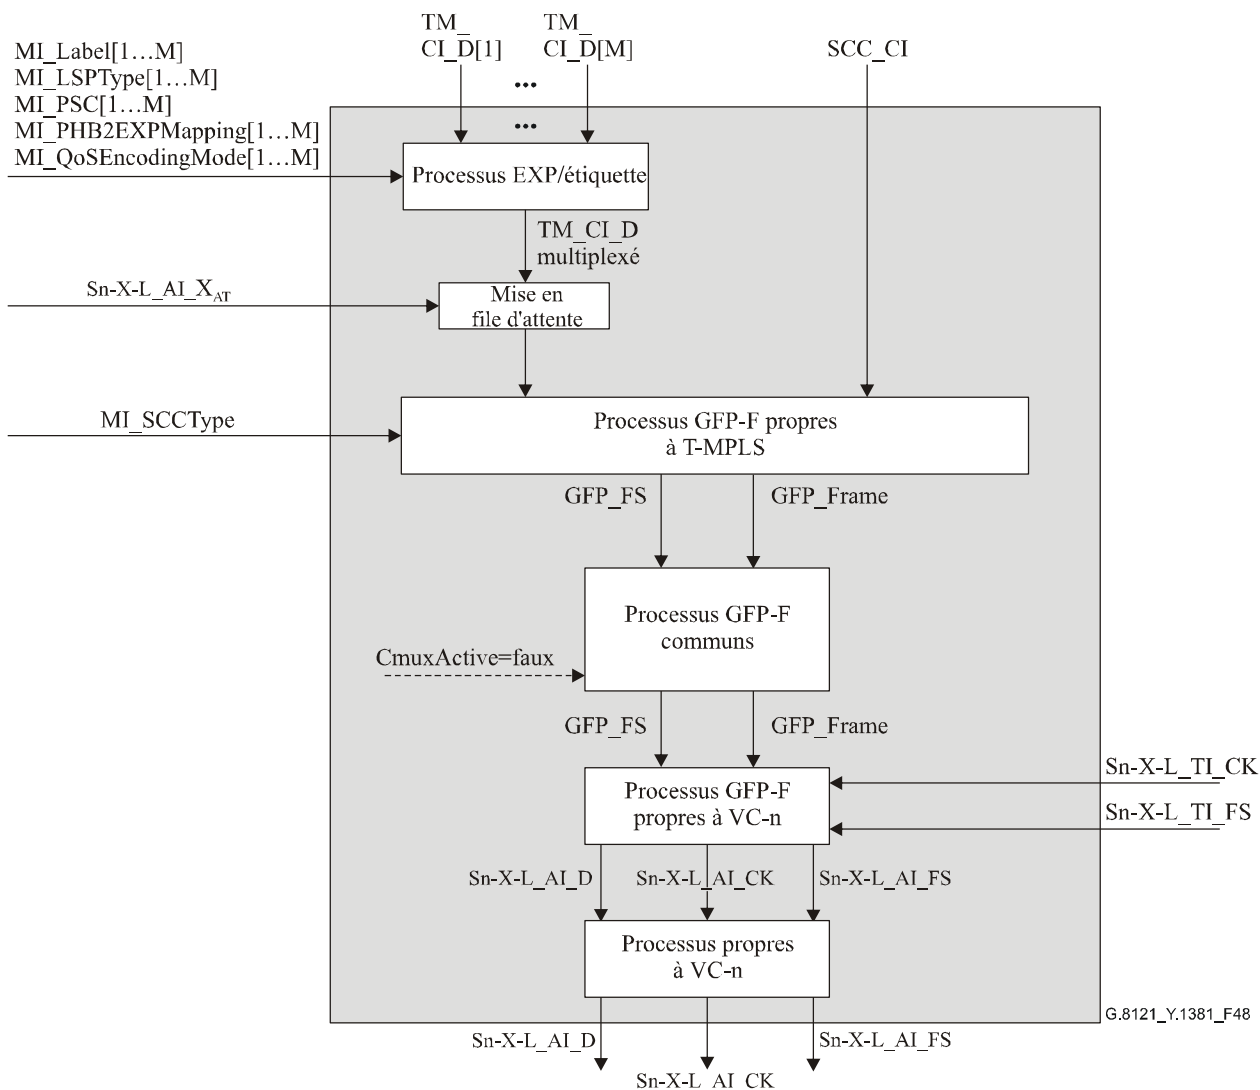 TM_
CI_D[1]
TM_
CI_D[M]
SCC_CI
MI_Label[1…M]
MI_LSPType[1…M]
MI_PSC[1…M]
MI_PHB2EXPMapping[1…M]
MI_QoSEncodingMode[1…M]
...
...
Processus EXP/étiquette
TM_CI_D
multiplexé
Sn-X-L_AI_X_AT
Mise en
file d'attente
MI_SCCType
Processus GFP-F propres
à T-MPLS
GFP_FS
GFP_Frame
Processus GFP-F
communs
CmuxActive=faux
GFP_FS
GFP_Frame
Processus GFP-F
propres à VC-n
Sn-X-L_TI_CK
Sn-X-L_TI_FS
Sn-X-L_AI_D
Sn-X-L_AI_CK
Sn-X-L_AI_FS
Processus propres
à VC-n
G.8121_Y.1381_F48
Sn-X-L_AI_D
Sn-X-L_AI_FS
Sn-X-L_AI_CK